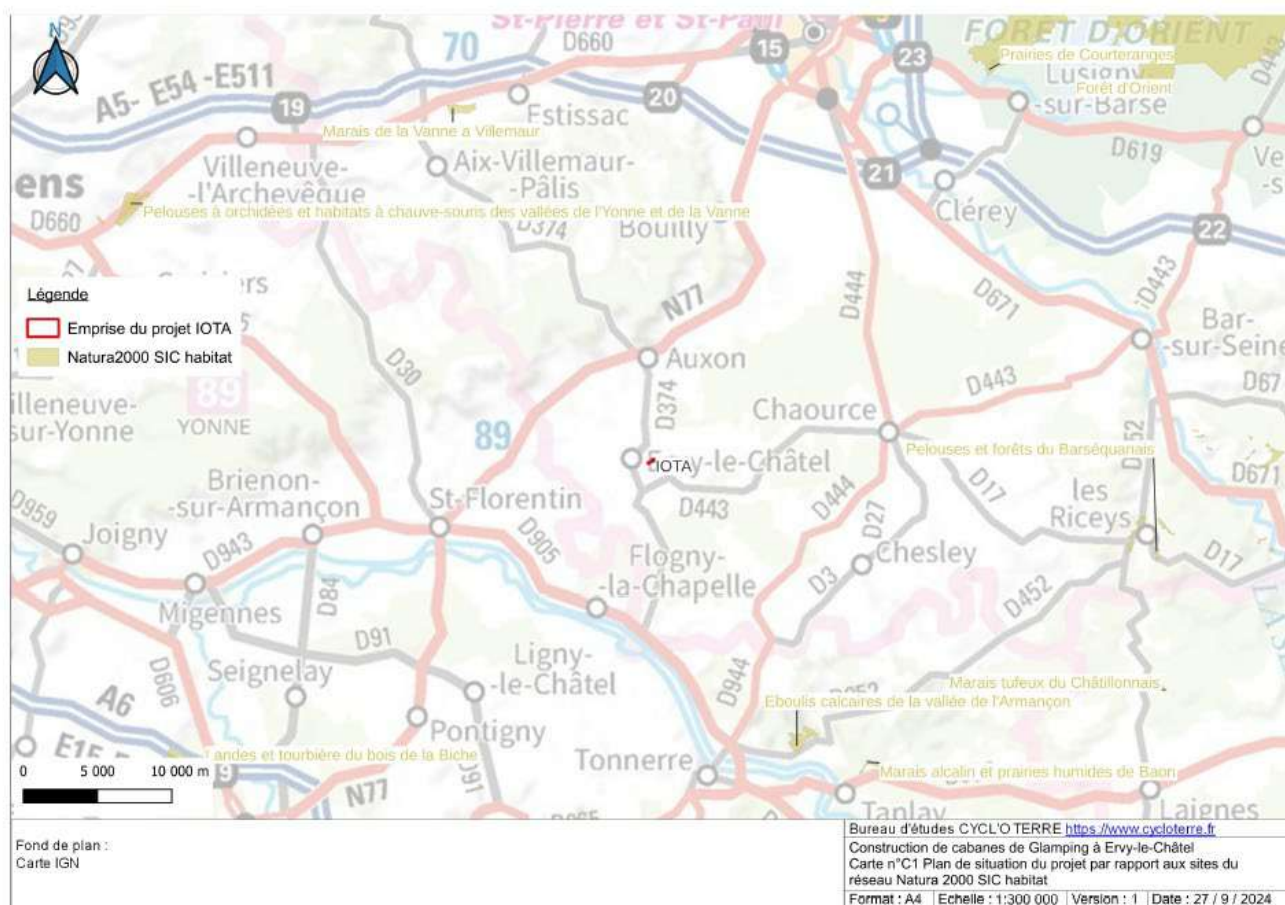 St-Pierre et St-Paul
FORÊT D'ORIENT
N
70
D660
15
23
Prairies de Courteranges
D443
Lusigny
-sur-Barse
Forêt d'Orient
A5- E54 -E511
19
20
Estissac
Marais de la Vanne a Villemaur
Villeneuve-
-l'Archevêque
Aix-Villemaur-
-Pâlis
D619
21
ens
D660
Pelouses à orchidées et habitats à chauve-souris des vallées de l'Yonne et de la Vanne
Clérey
22
D374
Bouilly
D444
D671
D443
N77
Légende
Emprise du projet IOTA
Natura2000 SIC habitat
Bar-
-sur-Seine
D30
Auxon
D374
D443
D67
89
YONNE
illeneuve-
sur-Yonne
89
Chaource
Ervy-le-Châtel
IOTA
Pelouses et forêts du Barséquanais
D671
Brienon-
-sur-Armançon
St-Florentin
D443
D444
D17
les
Riceys
D27
D959
Joigny
D943
D905
Flogny-
-la-Chapelle
Chesley
D17
D3
D452
Migennes
D84
D91
Ligny-
-le-Châtel
Seignelay
D606
D944
Marais tufeux du Châtillonnais
Eboulis calcaires de la vallée de l'Armançon
A6
Pontigny
Landes et tourbière du bois de la Biche
Tonnerre
Marais alcalin et prairies humides de Baon
0 5 000 10 000 m
N77
Tanlay
Laignes
Fond de plan :
Carte IGN
Bureau d'études CYCL'O TERRE https://www.cycloterre.fr
Construction de cabanes de Glamping à Ervy-le-Châtel
Carte n°C1 Plan de situation du projet par rapport aux sites du
réseau Natura 2000 SIC habitat
Format : A4 Echelle : 1:300 000 Version : 1 Date : 27 / 9 / 2024